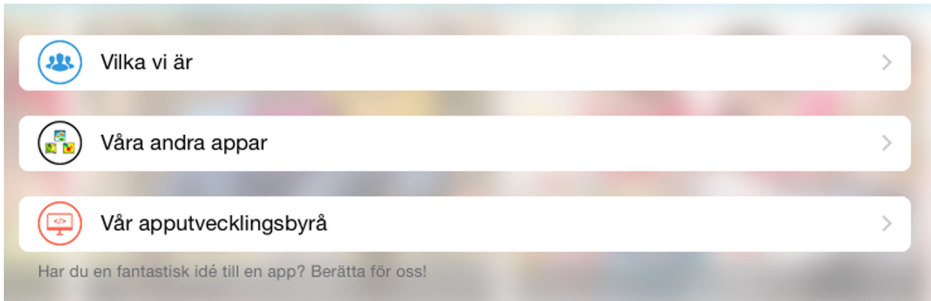 Vilka vi är
Våra andra appar
Vår apputvecklingsbyrå
Har du en fantastisk idé till en app? Berätta för oss!